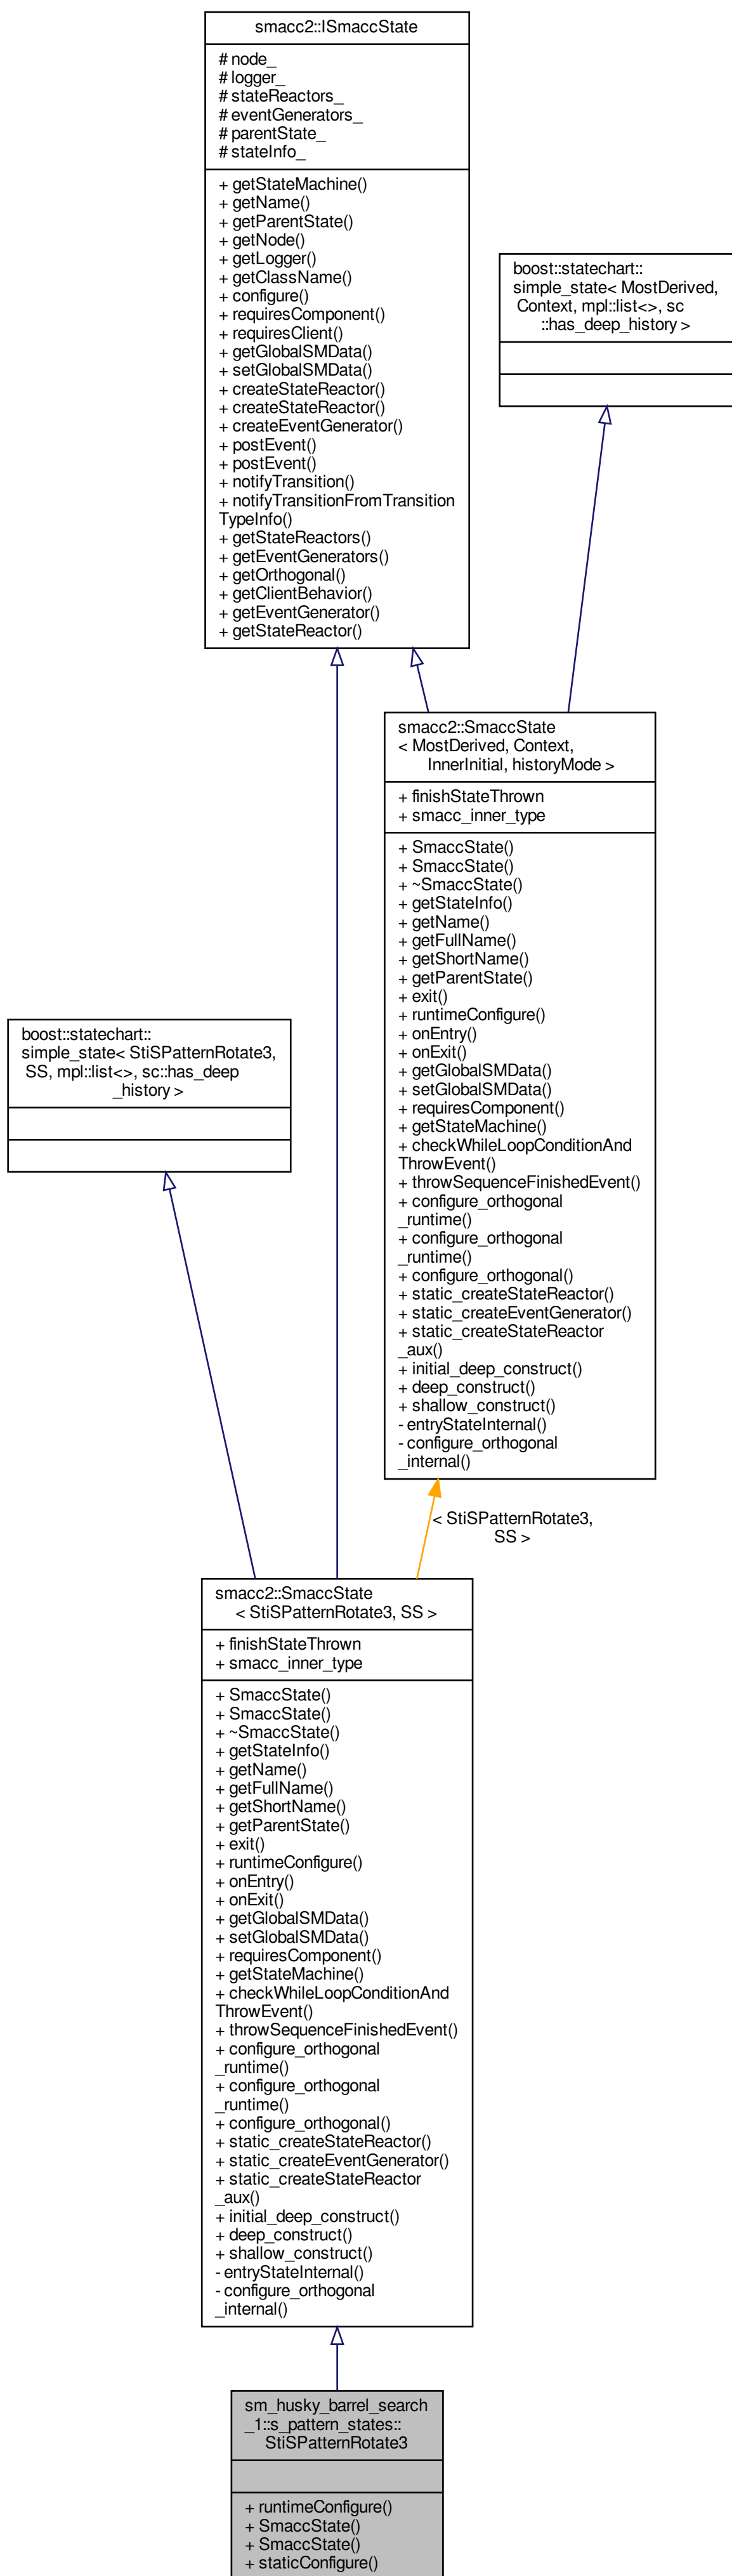 smacc2::ISmaccState
# node_
# logger_
# stateReactors_
# eventGenerators_
# parentState_
# stateInfo_
+ getStateMachine()
+ getName()
+ getParentState()
+ getNode()
+ getLogger()
+ getClassName()
+ configure()
+ requiresComponent()
+ requiresClient()
+ getGlobalSMData()
+ setGlobalSMData()
+ createStateReactor()
+ createStateReactor()
+ createEventGenerator()
+ postEvent()
+ postEvent()
+ notifyTransition()
+ notifyTransitionFromTransition
TypeInfo()
+ getStateReactors()
+ getEventGenerators()
+ getOrthogonal()
+ getClientBehavior()
+ getEventGenerator()
+ getStateReactor()
boost::statechart::
simple_state< MostDerived,
Context, mpl::list<>, sc
::has_deep_history >
smacc2::SmaccState
< MostDerived, Context,
InnerInitial, historyMode >
+ finishStateThrown
+ smacc_inner_type
+ SmaccState()
+ SmaccState()
+ ~SmaccState()
+ getStateInfo()
+ getName()
+ getFullName()
+ getShortName()
+ getParentState()
+ exit()
+ runtimeConfigure()
+ onEntry()
+ onExit()
+ getGlobalSMData()
+ setGlobalSMData()
+ requiresComponent()
+ getStateMachine()
+ checkWhileLoopConditionAnd
ThrowEvent()
+ throwSequenceFinishedEvent()
+ configure_orthogonal
_runtime()
+ configure_orthogonal
_runtime()
+ configure_orthogonal()
+ static_createStateReactor()
+ static_createEventGenerator()
+ static_createStateReactor
_aux()
+ initial_deep_construct()
+ deep_construct()
+ shallow_construct()
- entryStateInternal()
- configure_orthogonal
_internal()
boost::statechart::
simple_state< StiSPatternRotate3,
SS, mpl::list<>, sc::has_deep
_history >
< StiSPatternRotate3,
SS >
smacc2::SmaccState
< StiSPatternRotate3, SS >
+ finishStateThrown
+ smacc_inner_type
+ SmaccState()
+ SmaccState()
+ ~SmaccState()
+ getStateInfo()
+ getName()
+ getFullName()
+ getShortName()
+ getParentState()
+ exit()
+ runtimeConfigure()
+ onEntry()
+ onExit()
+ getGlobalSMData()
+ setGlobalSMData()
+ requiresComponent()
+ getStateMachine()
+ checkWhileLoopConditionAnd
ThrowEvent()
+ throwSequenceFinishedEvent()
+ configure_orthogonal
_runtime()
+ configure_orthogonal
_runtime()
+ configure_orthogonal()
+ static_createStateReactor()
+ static_createEventGenerator()
+ static_createStateReactor
_aux()
+ initial_deep_construct()
+ deep_construct()
+ shallow_construct()
- entryStateInternal()
- configure_orthogonal
_internal()
sm_husky_barrel_search
_1::s_pattern_states::
StiSPatternRotate3
+ runtimeConfigure()
+ SmaccState()
+ SmaccState()
+ staticConfigure()